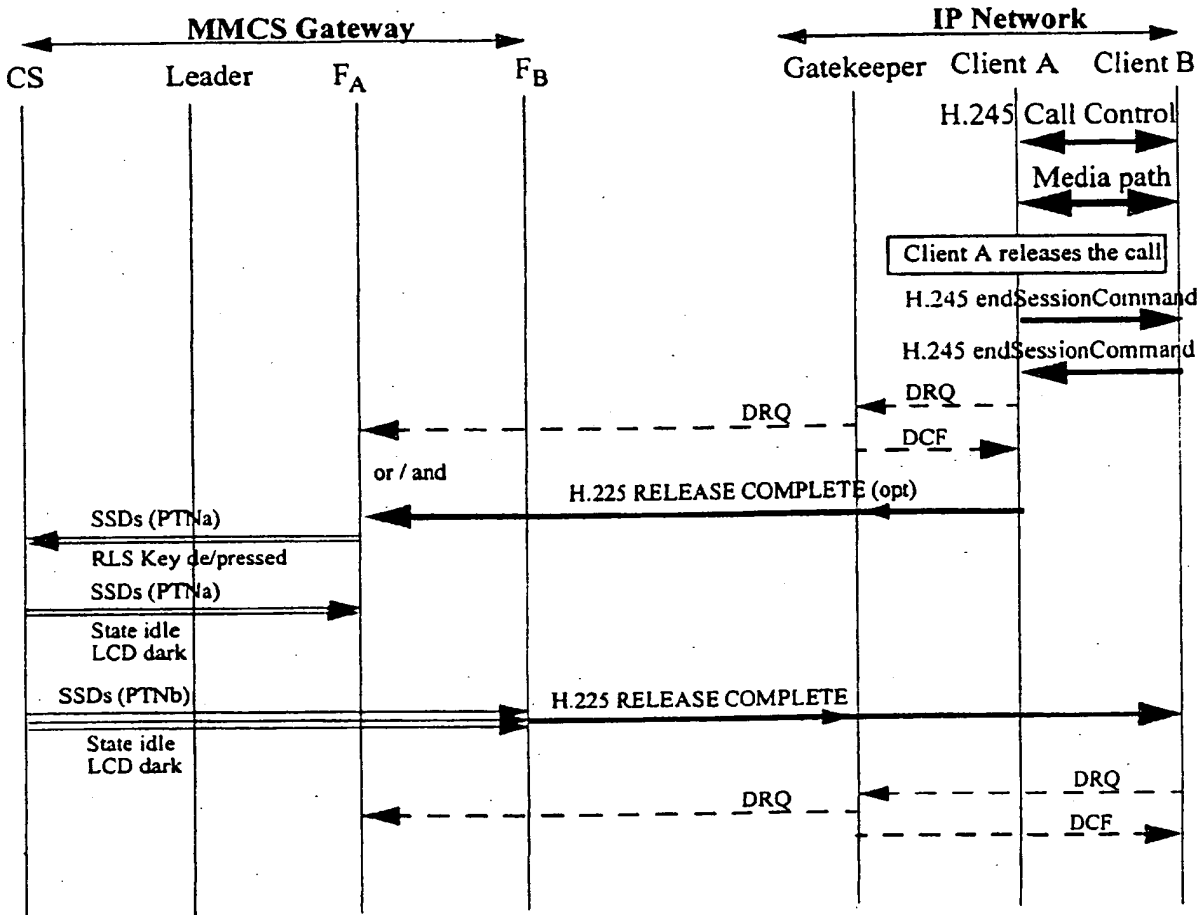 MMCS Gateway
IP Network
CS
Leader
FA
FB
Gatekeeper
Client A
Client B
H.245 Call Control
Media path
Client A releases the call
H.245 endSessionCommand
H.245 endSessionCommand
DRQ
DRQ
DCF
or / and
H.225 RELEASE COMPLETE (opt)
SSDs (PTNa)
RLS Key de/pressed
SSDs (PTNa)
State idle
LCD dark
SSDs (PTNb)
H.225 RELEASE COMPLETE
State idle
LCD dark
DRQ
DRQ
DCF